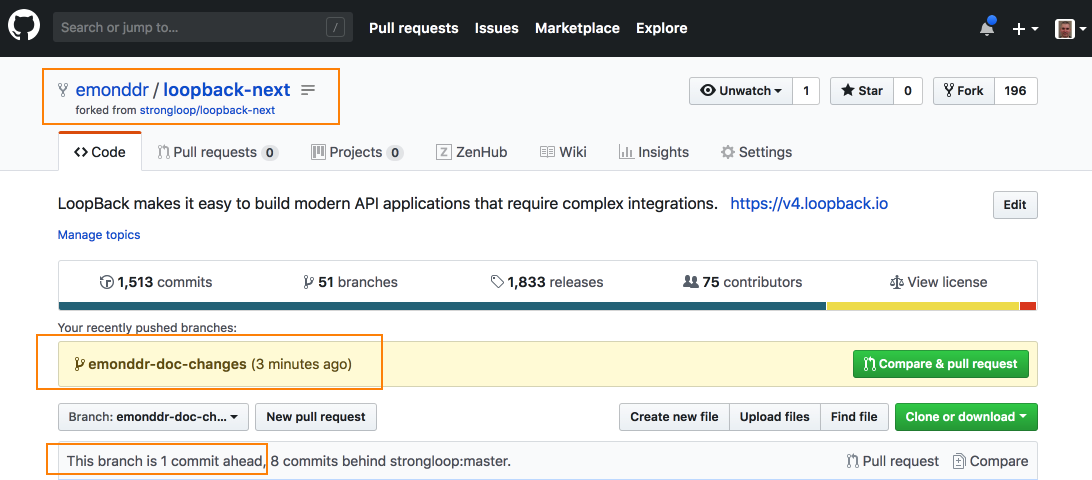 Search or jump to... / Pull requests Issues Marketplace Explore
emonddr / loopback-next Unwatch 1 Star 0 Fork 196
forked from strongloop/loopback-next
Code Pull requests 0 Projects 0 Z ZenHub Wiki Insights Settings
LoopBack makes it easy to build modern API applications that require complex integrations. https://v4.loopback.io Edit
Manage topics
1,513 commits 51 branches 1,833 releases 75 contributors View license
Your recently pushed branches:
emonddr-doc-changes (3 minutes ago) Compare & pull request
Branch: emonddr-doc-ch... New pull request Create new file Upload files Find file Clone or download
This branch is 1 commit ahead, 8 commits behind strongloop:master. Pull request Compare